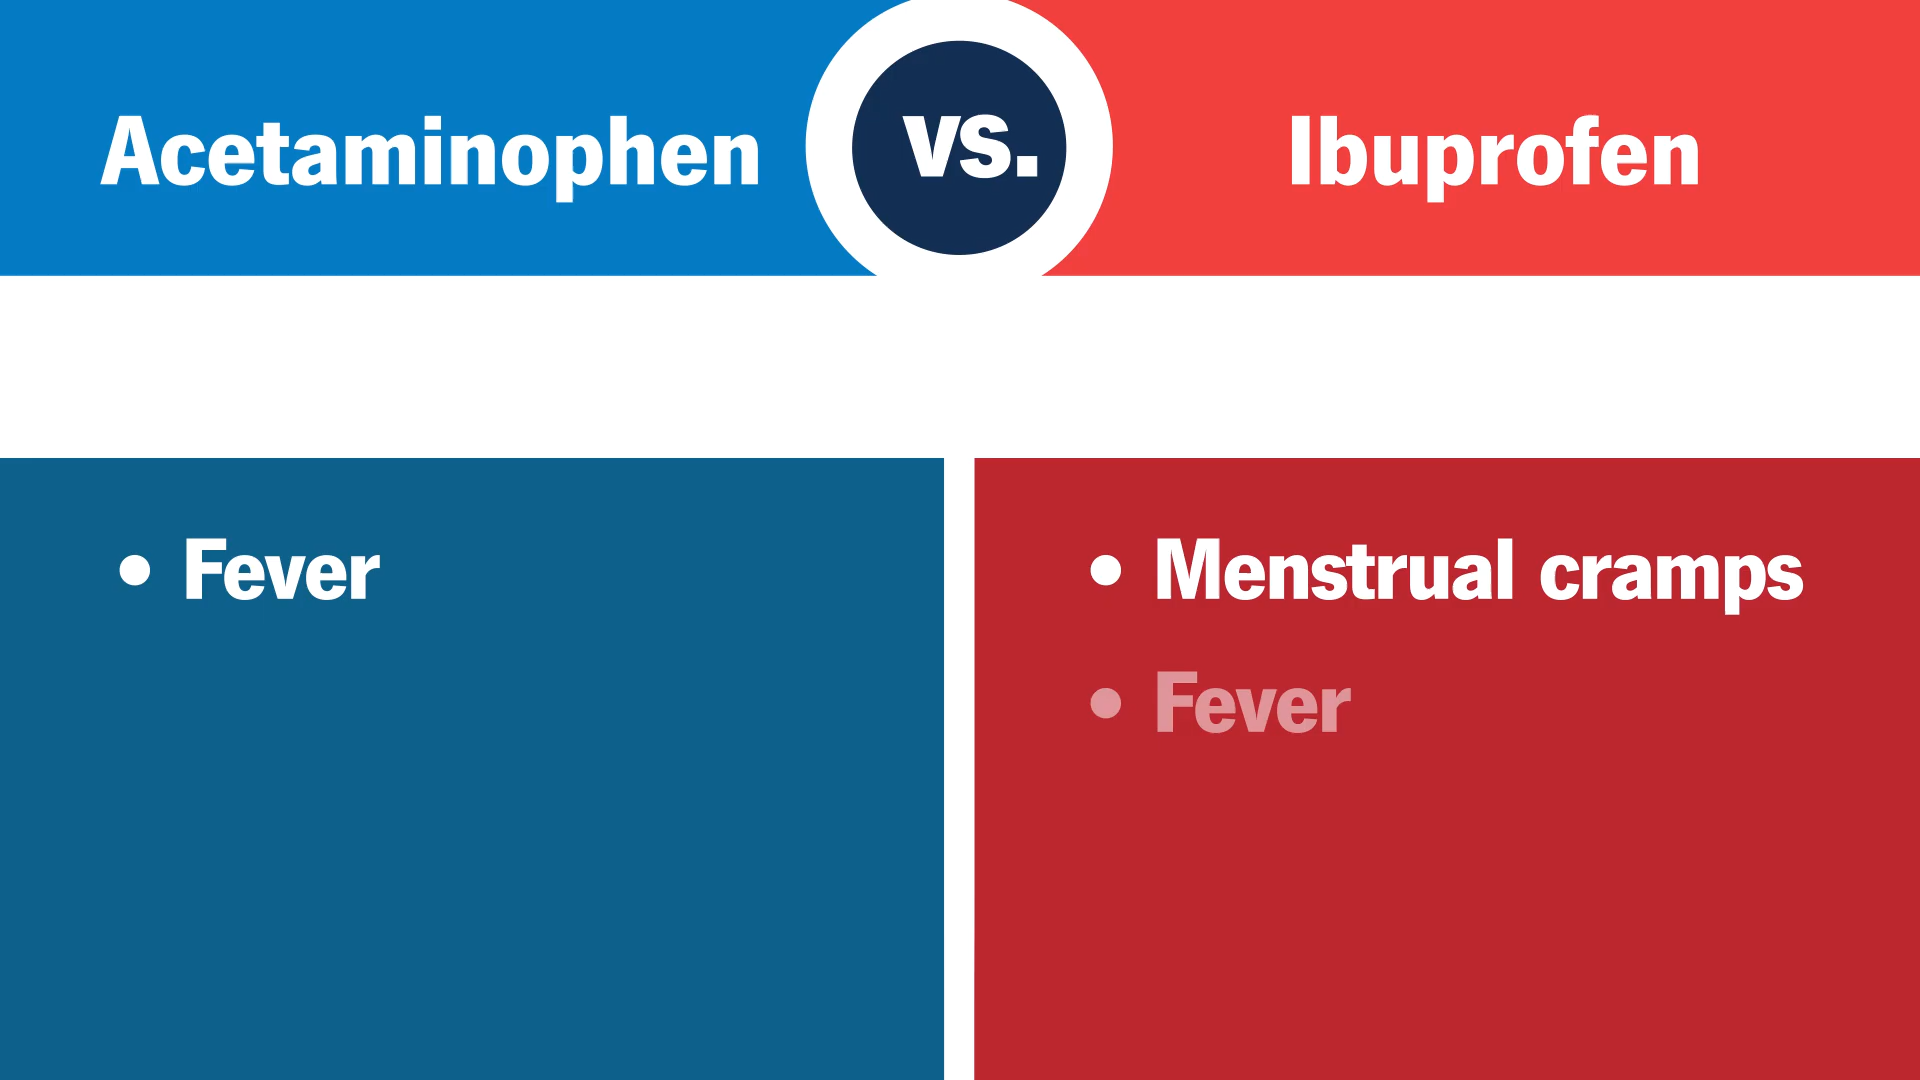 Acetaminophen vs. Ibuprofen
• Fever
• Menstrual cramps
• Fever